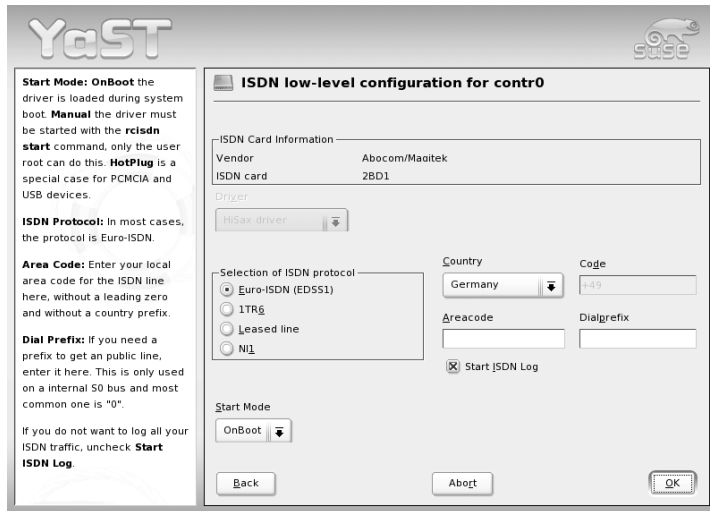 YaST
SUSE
Start Mode: OnBoot the
driver is loaded during system
boot. Manual the driver must
be started with the rcisdn
start command, only the user
root can do this. HotPlug is a
special case for PCMCIA and
USB devices.
ISDN Protocol: In most cases,
the protocol is Euro-ISDN.
Area Code: Enter your local
area code for the ISDN line
here, without a leading zero
and without a country prefix.
Dial Prefix: If you need a
prefix to get an public line,
enter it here. This is only used
on a internal S0 bus and most
common one is "0".
If you do not want to log all your
ISDN traffic, uncheck Start
ISDN Log.
ISDN low-level configuration for contr0
ISDN Card Information
Vendor Abocom/Magitek
ISDN card 2BD1
Driver
HiSax driver
Selection of ISDN protocol
Euro-ISDN (EDSS1)
1TR6
Leased line
NI1
Country
Germany
Code
+49
Areacode
Dialprefix
Start ISDN Log
Start Mode
OnBoot
Back
Abort
OK